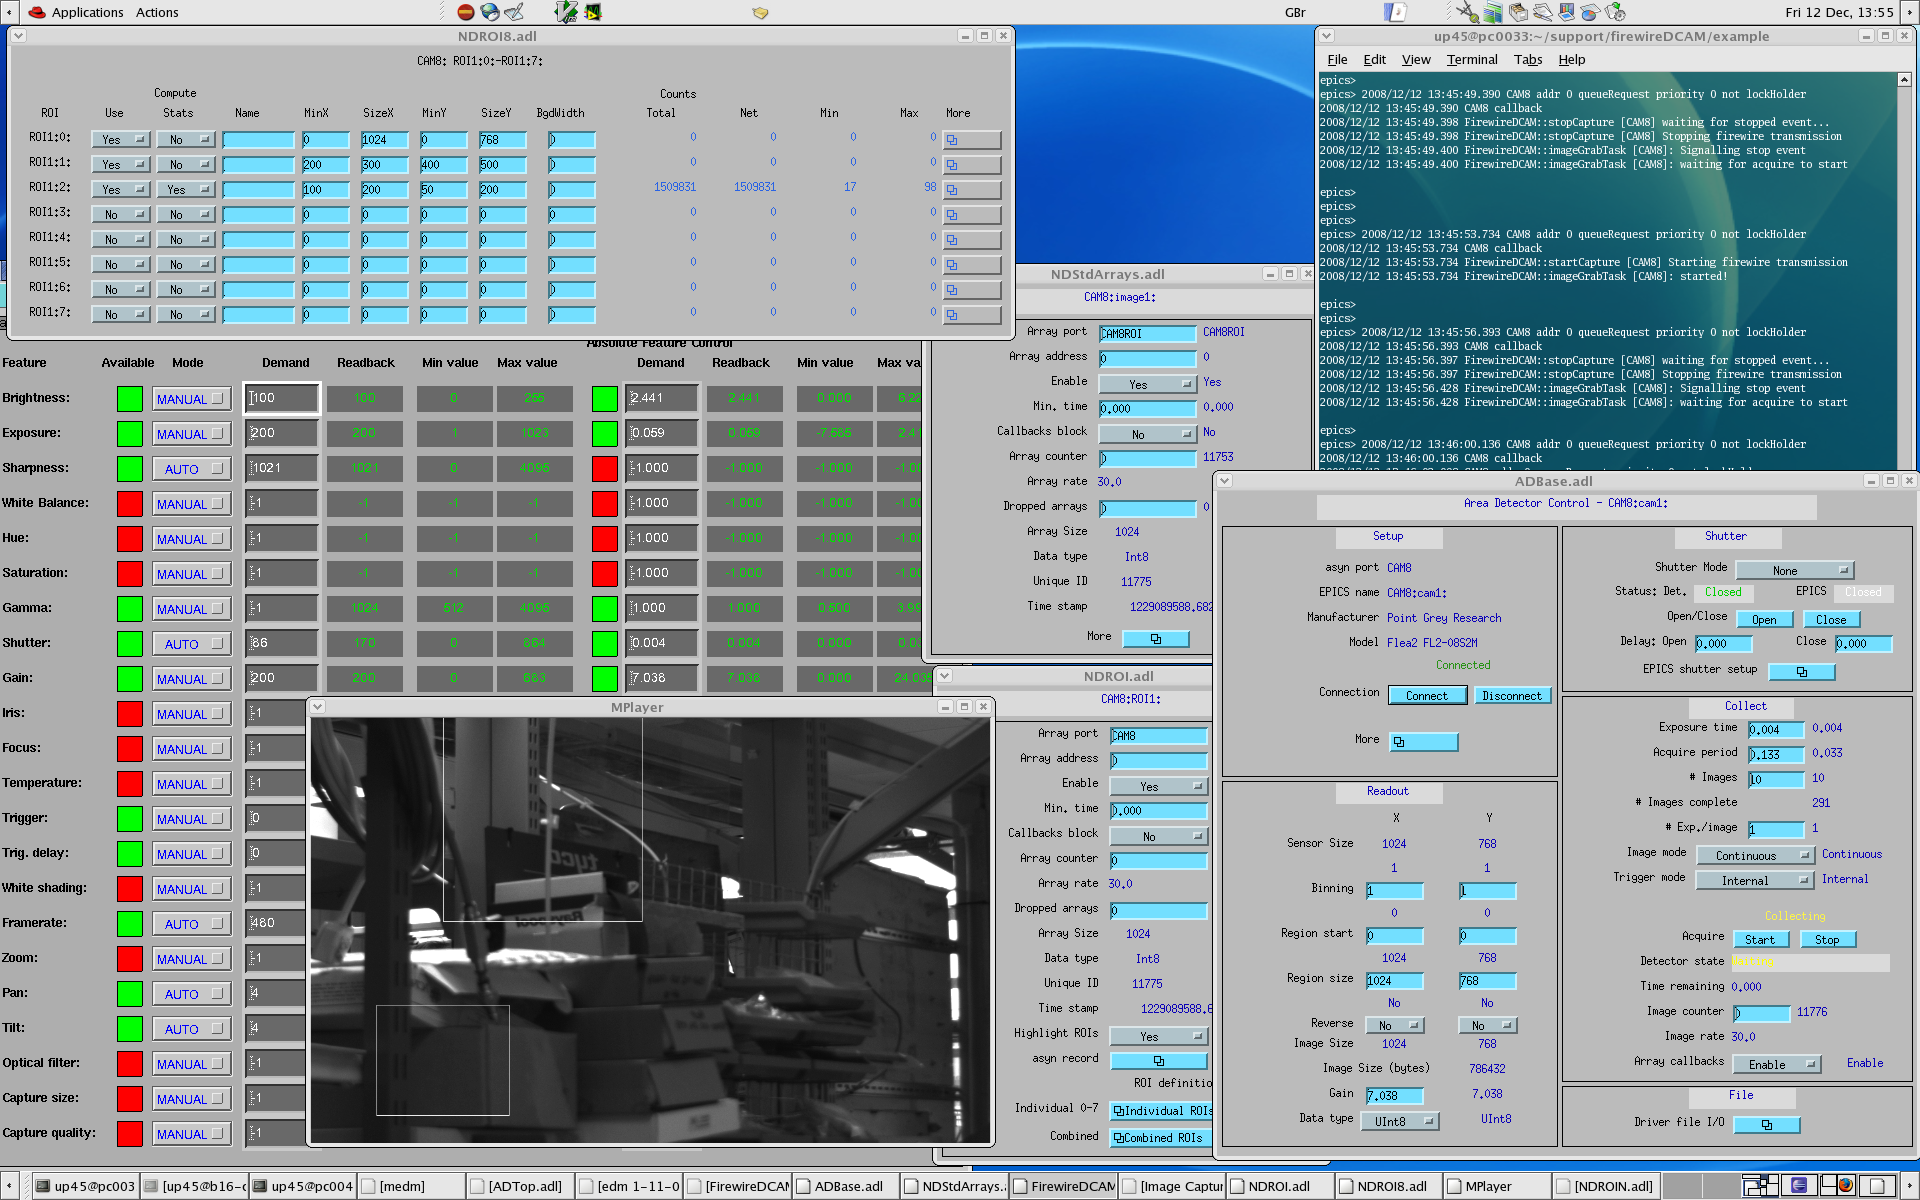 Applications Actions GBr Fri 12 Dec, 13:55
NDROI8.adl
CAM8: ROI1:0:-ROI1:7:
Compute Counts
ROI Use Stats Name MinX SizeX MinY SizeY BgdWidth Total Net Min Max More
ROI1:0: Yes No 0 1024 0 768 0 0 0 0 0
ROI1:1: Yes No 200 300 400 500 0 0 0 0 0
ROI1:2: Yes Yes 100 200 50 200 0 1509831 1509831 17 98
ROI1:3: No No 0 0 0 0 0 0 0 0 0
ROI1:4: No No 0 0 0 0 0 0 0 0 0
ROI1:5: No No 0 0 0 0 0 0 0 0 0
ROI1:6: No No 0 0 0 0 0 0 0 0 0
ROI1:7: No No 0 0 0 0 0 0 0 0 0
up45@pc0033:~/support/firewireDCAM/example
File Edit View Terminal Tabs Help
epics>
epics> 2008/12/12 13:45:49.390 CAM8 addr 0 queueRequest priority 0 not lockHolder
2008/12/12 13:45:49.390 CAM8 callback
2008/12/12 13:45:49.398 FirewireDCAM::stopCapture [CAM8] waiting for stopped event...
2008/12/12 13:45:49.398 FirewireDCAM::stopCapture [CAM8] Stopping firewire transmission
2008/12/12 13:45:49.400 FirewireDCAM::imageGrabTask [CAM8]: Signalling stop event
2008/12/12 13:45:49.400 FirewireDCAM::imageGrabTask [CAM8]: waiting for acquire to start
epics>
epics>
epics>
epics> 2008/12/12 13:45:53.734 CAM8 addr 0 queueRequest priority 0 not lockHolder
2008/12/12 13:45:53.734 CAM8 callback
2008/12/12 13:45:53.734 FirewireDCAM::startCapture [CAM8] Starting firewire transmission
2008/12/12 13:45:53.734 FirewireDCAM::imageGrabTask [CAM8]: started!
epics>
epics>
epics> 2008/12/12 13:45:56.393 CAM8 addr 0 queueRequest priority 0 not lockHolder
2008/12/12 13:45:56.393 CAM8 callback
2008/12/12 13:45:56.397 FirewireDCAM::stopCapture [CAM8] waiting for stopped event...
2008/12/12 13:45:56.397 FirewireDCAM::stopCapture [CAM8] Stopping firewire transmission
2008/12/12 13:45:56.428 FirewireDCAM::imageGrabTask [CAM8]: Signalling stop event
2008/12/12 13:45:56.428 FirewireDCAM::imageGrabTask [CAM8]: waiting for acquire to start
epics>
epics> 2008/12/12 13:46:00.136 CAM8 addr 0 queueRequest priority 0 not lockHolder
2008/12/12 13:46:00.136 CAM8 callback
Absolute Feature Control
Feature Available Mode Demand Readback Min value Max value Demand Readback Min value Max va
Brightness: MANUAL 100 100 0 255 2.441 2.441 0.000 6.22
Exposure: MANUAL 200 200 1 1023 0.059 0.059 -7.585 2.41
Sharpness: AUTO 1021 1021 0 4095 -1.000 -1.000 -1.000 -1.000
White Balance: MANUAL -1 -1 -1 -1 -1.000 -1.000 -1.000 -1.000
Hue: MANUAL -1 -1 -1 -1 -1.000 -1.000 -1.000 -1.000
Saturation: MANUAL -1 -1 -1 -1 -1.000 -1.000 -1.000 -1.000
Gamma: MANUAL -1 1024 512 4095 1.000 1.000 0.500 3.99
Shutter: AUTO 86 170 0 884 0.004 0.004 0.000 0.0
Gain: MANUAL 200 200 0 683 7.038 7.038 0.000 24.035
Iris: MANUAL -1
Focus: MANUAL -1
Temperature: MANUAL -1
Trigger: MANUAL 0
Trig. delay: MANUAL 0
White shading: MANUAL -1
Framerate: AUTO 480
Zoom: MANUAL -1
Pan: AUTO 4
Tilt: AUTO 4
Optical filter: MANUAL -1
Capture size: MANUAL -1
Capture quality: MANUAL -1
MPlayer
tyco
NDStdArrays.adl
CAM8:image1:
Array port CAM8ROI CAM8ROI
Array address 0 0
Enable Yes Yes
Min. time 0.000 0.000
Callbacks block No No
Array counter 0 11753
Array rate 30.0
Dropped arrays 0 0
Array Size 1024
Data type Int8
Unique ID 11775
Time stamp 1229089588.682
More
NDROI.adl
CAM8:ROI1:
Array port CAM8
Array address 0
Enable Yes
Min. time 0.000
Callbacks block No
Array counter 0
Array rate 30.0
Dropped arrays 0
Array Size 1024
Data type Int8
Unique ID 11775
Time stamp 1229089588.6
Highlight ROIs Yes
asyn record
ROI definitio
Individual 0-7 Individual ROIs
Combined Combined ROIs
ADBase.adl
Area Detector Control - CAM8:cam1:
Setup
asyn port CAM8
EPICS name CAM8:cam1:
Manufacturer Point Grey Research
Model Flea2 FL2-08S2M
Connected
Connection Connect Disconnect
More
Readout
X Y
Sensor Size 1024 768
1 1
Binning 1 1
0 0
Region start 0 0
1024 768
Region size 1024 768
No No
Reverse No No
Image Size 1024 768
Image Size (bytes) 786432
Gain 7.038 7.038
Data type UInt8 UInt8
Shutter
Shutter Mode None
Status: Det. Closed EPICS Closed
Open/Close Open Close
Delay: Open 0.000 Close 0.000
EPICS shutter setup
Collect
Exposure time 0.004 0.004
Acquire period 0.133 0.033
# Images 10 10
# Images complete 291
# Exp./image 1 1
Image mode Continuous Continuous
Trigger mode Internal Internal
Collecting
Acquire Start Stop
Detector state
Time remaining 0.000
Image counter 0 11776
Image rate 30.0
Array callbacks Enable Enable
File
Driver file I/O
up45@pc003 [up45@b16-c up45@pc004 [medm] [ADTop.adl] [edm 1-11-0 [FirewireDCAM ADBase.adl NDStdArrays. FirewireDCAM [Image Captur NDROI.adl NDROI8.adl MPlayer [NDROIN.adl]